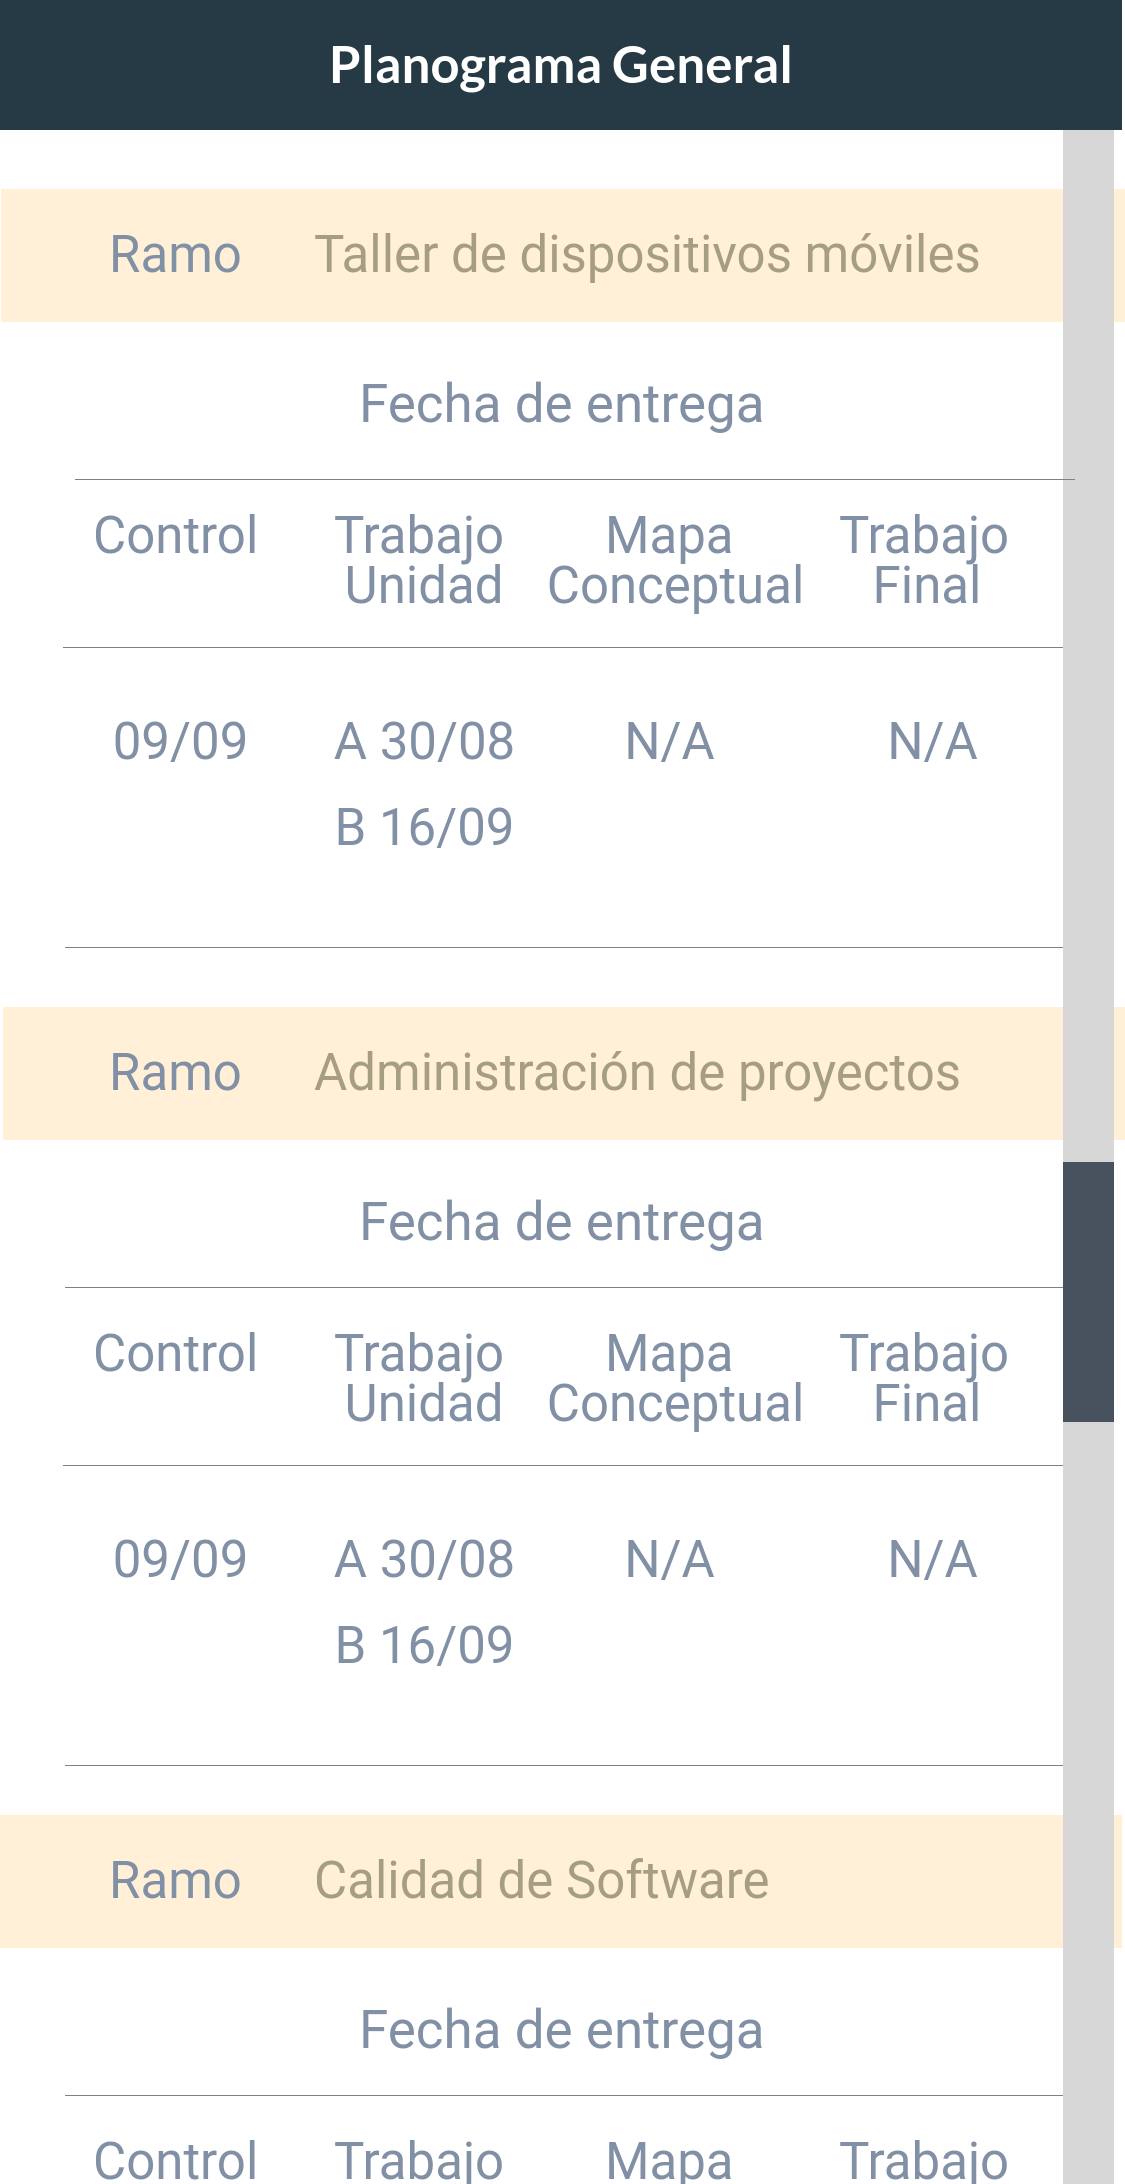 Planograma General
Ramo Taller de dispositivos móviles
Fecha de entrega
Control Trabajo Mapa Trabajo
Unidad Conceptual Final
09/09 A 30/08 N/A N/A
B 16/09
Ramo Administración de proyectos
Fecha de entrega
Control Trabajo Mapa Trabajo
Unidad Conceptual Final
09/09 A 30/08 N/A N/A
B 16/09
Ramo Calidad de Software
Fecha de entrega
Control Trabajo Mapa Trabajo